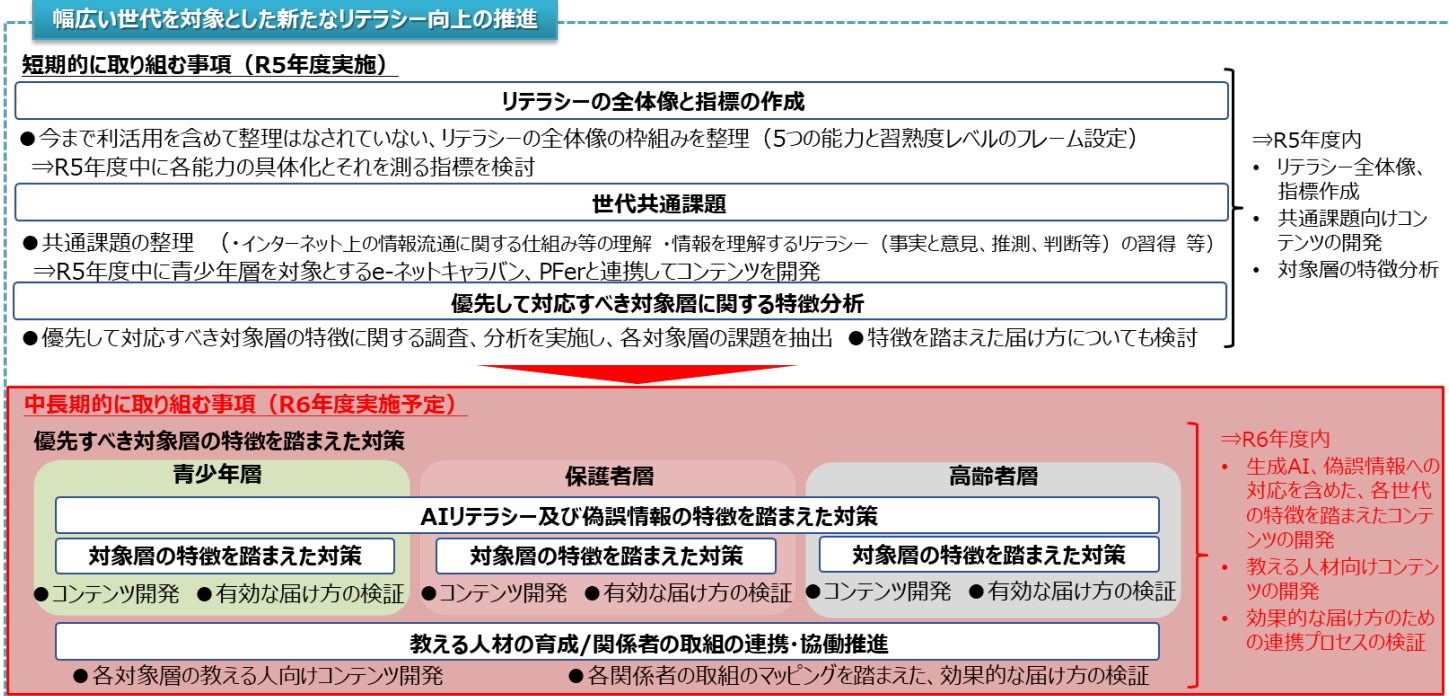 幅広い世代を対象とした新たなリテラシー向上の推進
短期的に取り組む事項（R5年度実施）
リテラシーの全体像と指標の作成
●今まで利活用を含めて整理はなされていない、リテラシーの全体像の枠組みを整理（5つの能力と習熟度レベルのフレーム設定）
⇒R5年度中に各能力の具体化とそれを測る指標を検討
世代共通課題
●共通課題の整理 （・インターネット上の情報流通に関する仕組み等の理解 ・情報を理解するリテラシー（事実と意見、推測、判断等）の習得 等）
⇒R5年度中に青少年層を対象とするe-ネットキャラバン、PFerと連携してコンテンツを開発
優先して対応すべき対象層に関する特徴分析
●優先して対応すべき対象層の特徴に関する調査、分析を実施し、各対象層の課題を抽出 ●特徴を踏まえた届け方についても検討
⇒R5年度内
• リテラシー全体像、
指標作成
• 共通課題向けコン
テンツの開発
• 対象層の特徴分析
中長期的に取り組む事項（R6年度実施予定）
優先すべき対象層の特徴を踏まえた対策
青少年層 保護者層 高齢者層
AIリテラシー及び偽誤情報の特徴を踏まえた対策
対象層の特徴を踏まえた対策 対象層の特徴を踏まえた対策 対象層の特徴を踏まえた対策
●コンテンツ開発 ●有効な届け方の検証 ●コンテンツ開発 ●有効な届け方の検証 ●コンテンツ開発 ●有効な届け方の検証
教える人材の育成/関係者の取組の連携・協働推進
●各対象層の教える人向けコンテンツ開発 ●各関係者の取組のマッピングを踏まえた、効果的な届け方の検証
⇒R6年度内
• 生成AI、偽誤情報への
対応を含めた、各世代
の特徴を踏まえたコンテ
ンツの開発
• 教える人材向けコンテン
ツの開発
• 効果的な届け方のため
の連携プロセスの検証